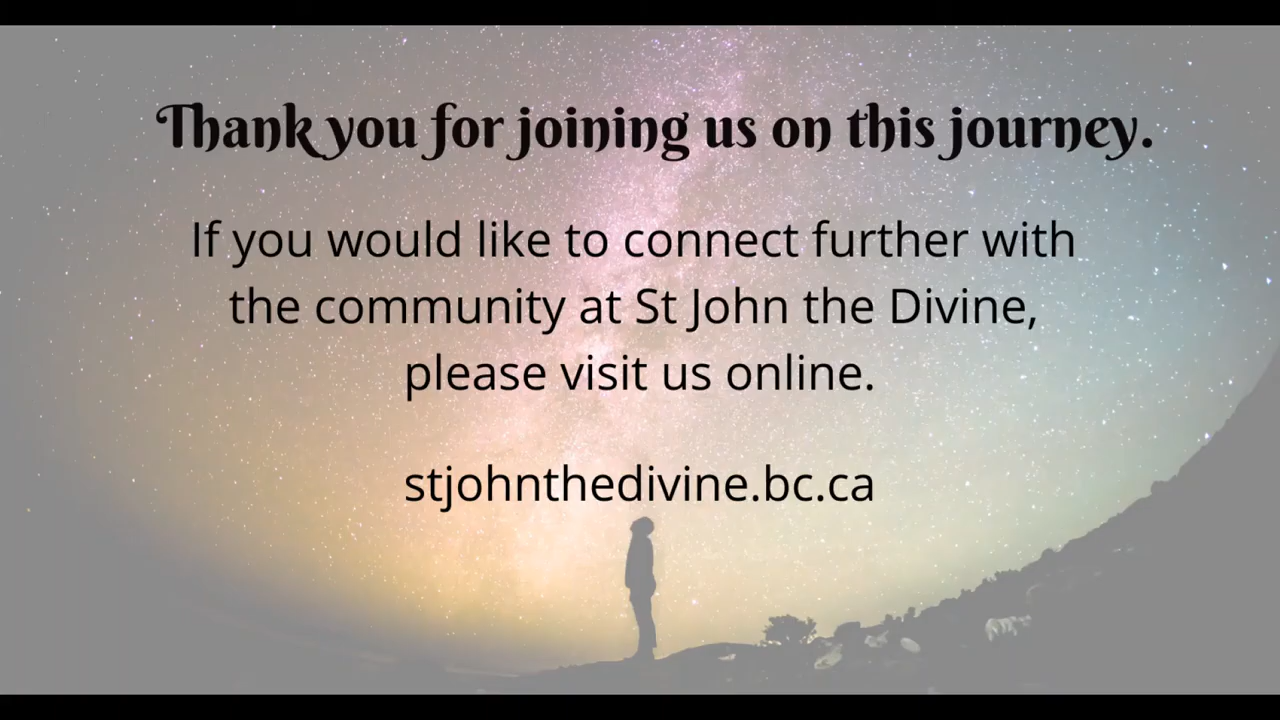 Thank you for joining us on this journey.
If you would like to connect further with
the community at St John the Divine,
please visit us online.
stjohnthedivine.bc.ca